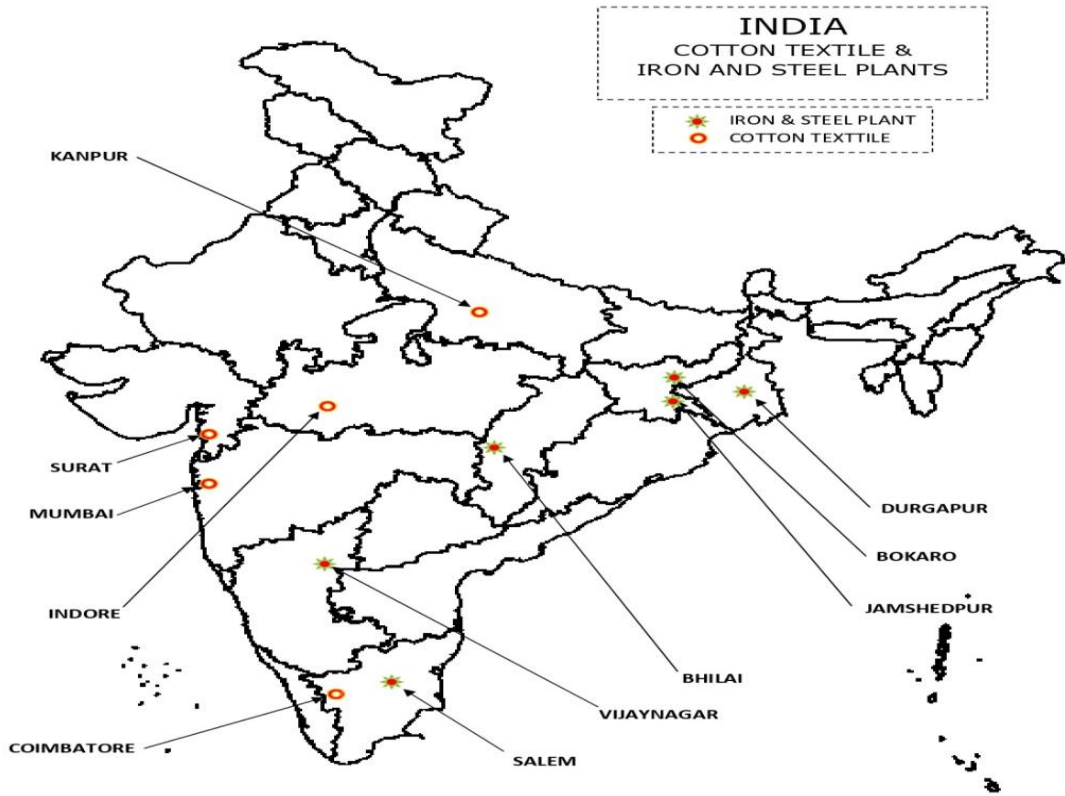 INDIA
COTTON TEXTILE &
IRON AND STEEL PLANTS
IRON & STEEL PLANT
COTTON TEXTTILE
KANPUR
SURAT
MUMBAI
INDORE
COIMBATORE
DURGAPUR
BOKARO
JAMSHEDPUR
BHILAI
VIJAYNAGAR
SALEM